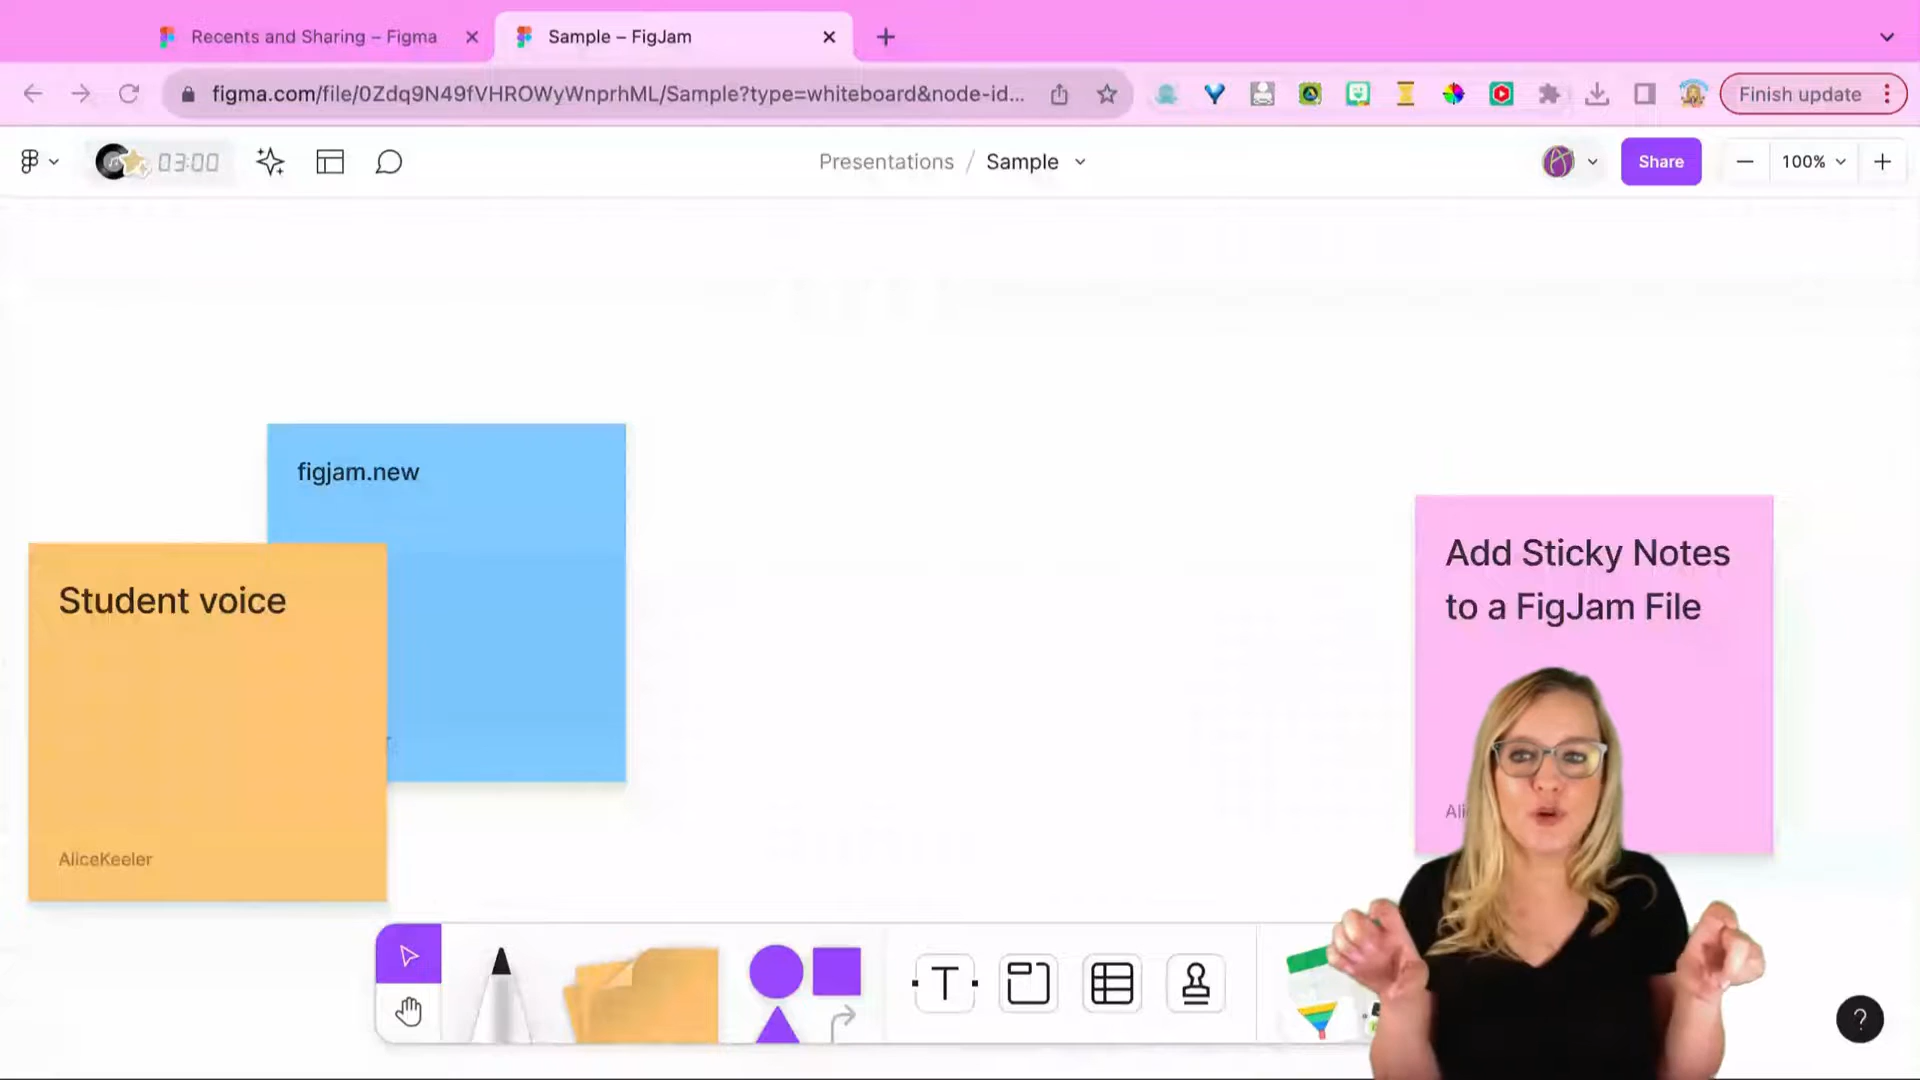 Recents and Sharing – Figma
Sample – FigJam
figma.com/file/0Zdq9N49fVHROWyWnprhML/Sample?type=whiteboard&node-id...
Finish update
03:00
Presentations / Sample
Share
100%
figjam.new
Student voice
AliceKeeler
Add Sticky Notes
to a FigJam File
Ali
T
?